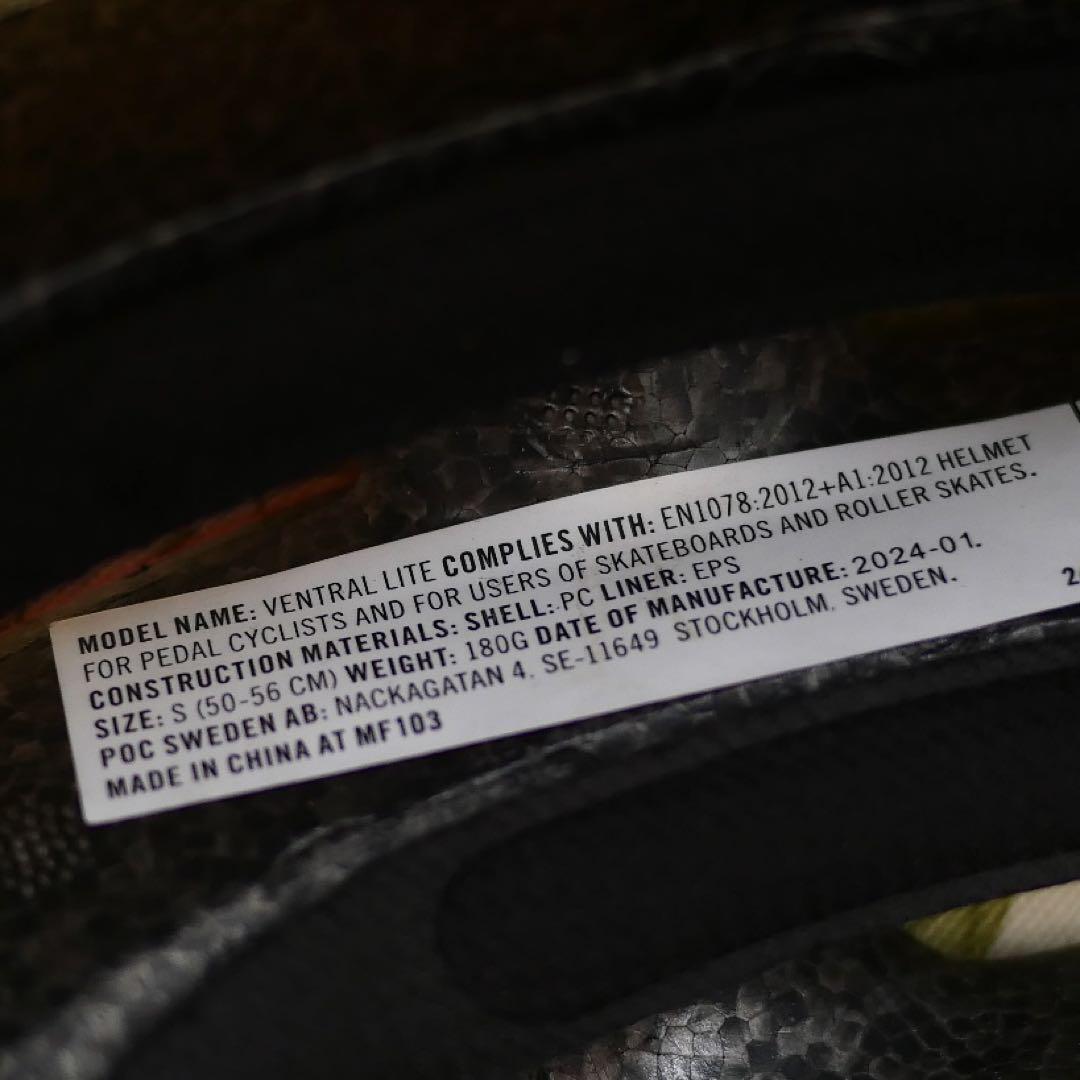 MODEL NAME: VENTRAL LITE COMPLIES WITH: EN1078:2012+A1:2012 HELMET
FOR PEDAL CYCLISTS AND FOR USERS OF SKATEBOARDS AND ROLLER SKATES.
CONSTRUCTION MATERIALS: SHELL: PC LINER: EPS
SIZE: S (50-56 CM) WEIGHT: 180G DATE OF MANUFACTURE: 2024-01.
POC SWEDEN AB: NACKAGATAN 4, SE-11649 STOCKHOLM, SWEDEN.
MADE IN CHINA AT MF103